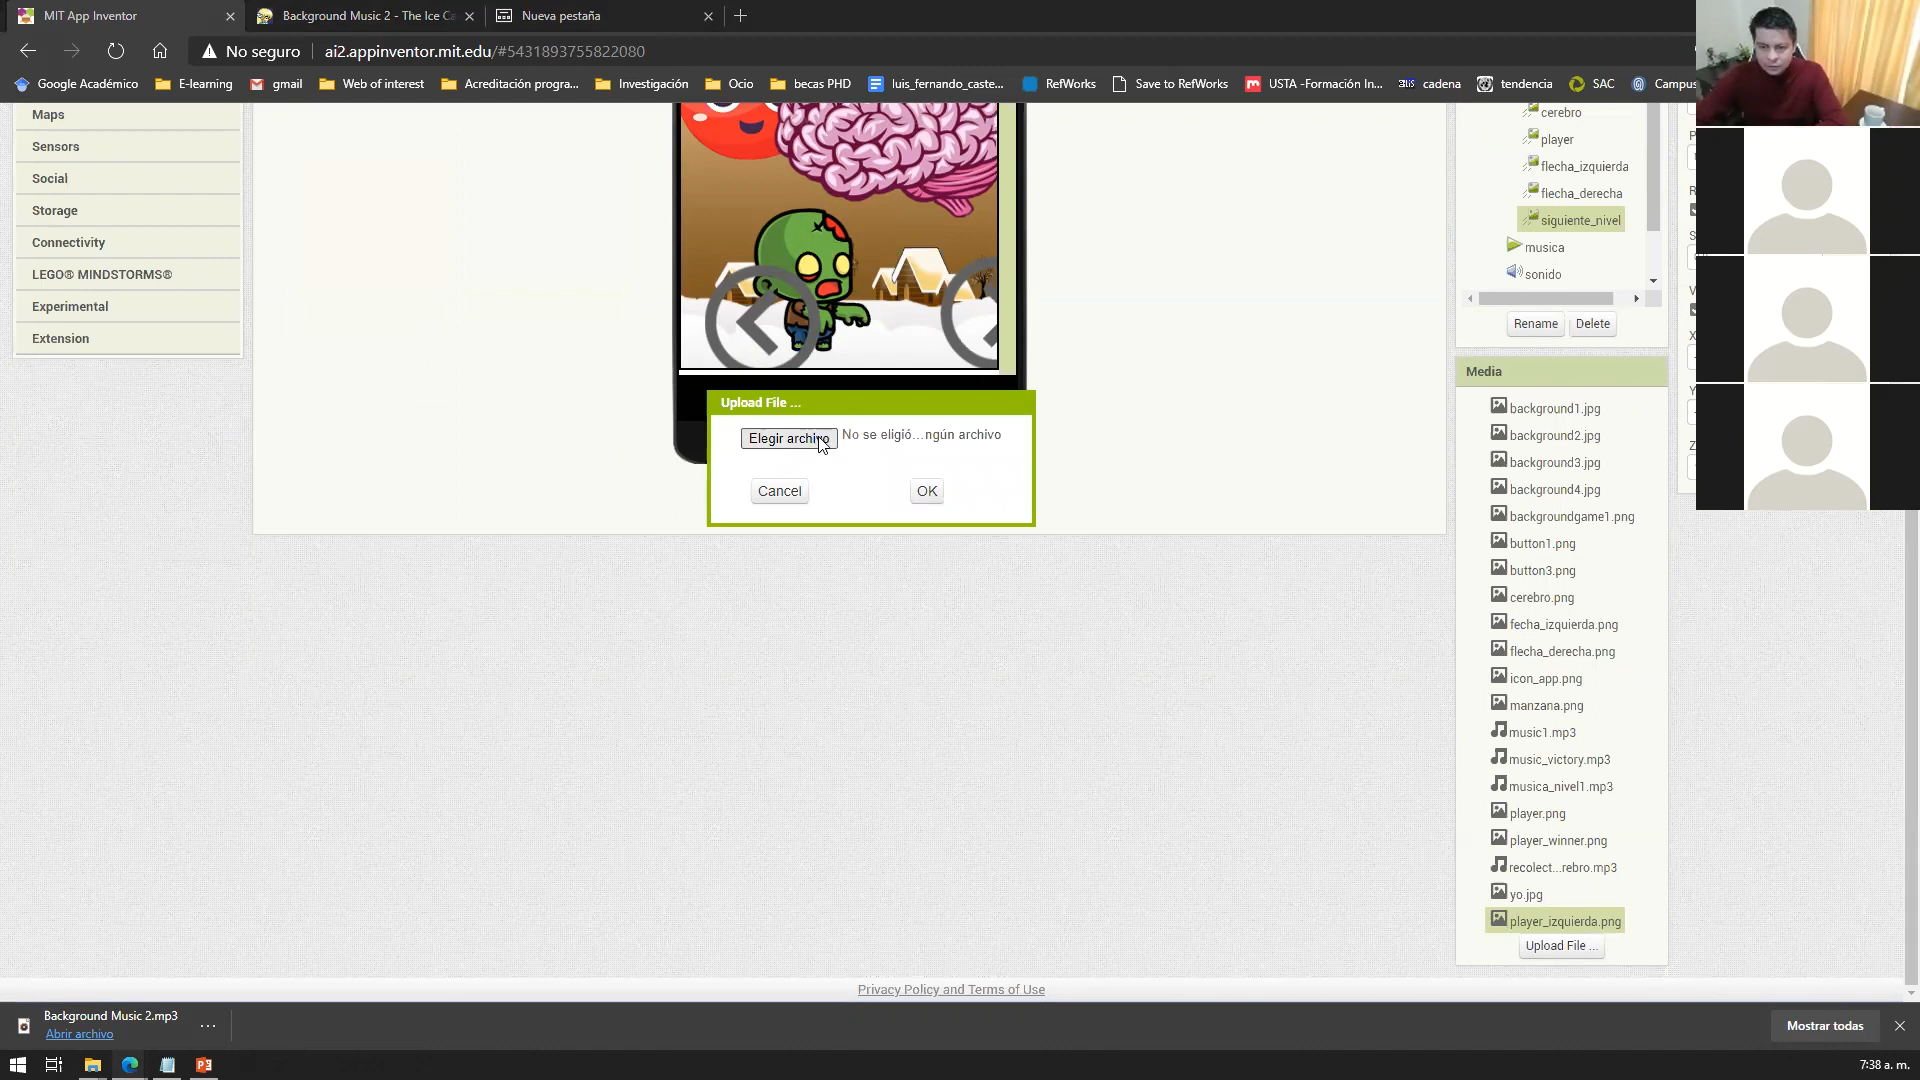 MIT App Inventor
Background Music 2 - The Ice Ca
Nueva pestaña
No seguro
ai2.appinventor.mit.edu/#5431893755822080
Google Académico
E-learning
gmail
Web of interest
Acreditación progra...
Investigación
Ocio
becas PHD
luis_fernando_caste...
RefWorks
Save to RefWorks
USTA -Formación In...
cadena
tendencia
SAC
Campus
Maps
Sensors
Social
Storage
Connectivity
LEGO® MINDSTORMS®
Experimental
Extension
Upload File ...
Elegir archivo
No se eligió...ngún archivo
Cancel
OK
cerebro
player
flecha_izquierda
flecha_derecha
siguiente_nivel
musica
sonido
Rename
Delete
Media
background1.jpg
background2.jpg
background3.jpg
background4.jpg
backgroundgame1.png
button1.png
button3.png
cerebro.png
fecha_izquierda.png
flecha_derecha.png
icon_app.png
manzana.png
music1.mp3
music_victory.mp3
musica_nivel1.mp3
player.png
player_winner.png
recolect...rebro.mp3
yo.jpg
player_izquierda.png
Upload File ...
Privacy Policy and Terms of Use
Background Music 2.mp3
Abrir archivo
Mostrar todas
7:38 a. m.